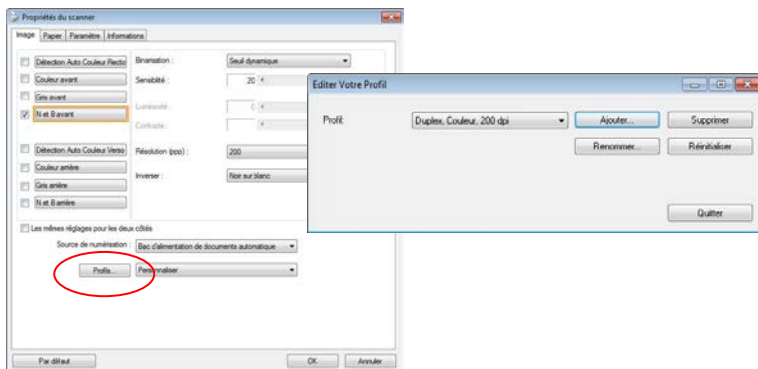 Propriétés du scanner
Image Papier Paramètre Informations
Détection Auto Couleur Recto
Couleur avant
Gris avant
N et B avant
Détection Auto Couleur Verso
Couleur arrière
Gris arrière
N et B arrière
Binarisation : Seuil dynamique
Sensibilité : 20
Luminosité : 0
Contraste :
Résolution (ppp) : 200
Inverser : Noir sur blanc
Les mêmes réglages pour les deux côtés
Source de numérisation : Bac d'alimentation de documents automatique
Profils... Personnaliser
Par défaut OK Annuler
Editer Votre Profil
Profil: Duplex, Couleur, 200 dpi Ajouter... Supprimer
Renommer... Réinitialiser
Quitter